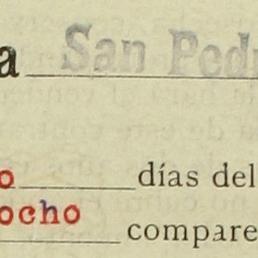 a San Pedr
o días del
ocho compare